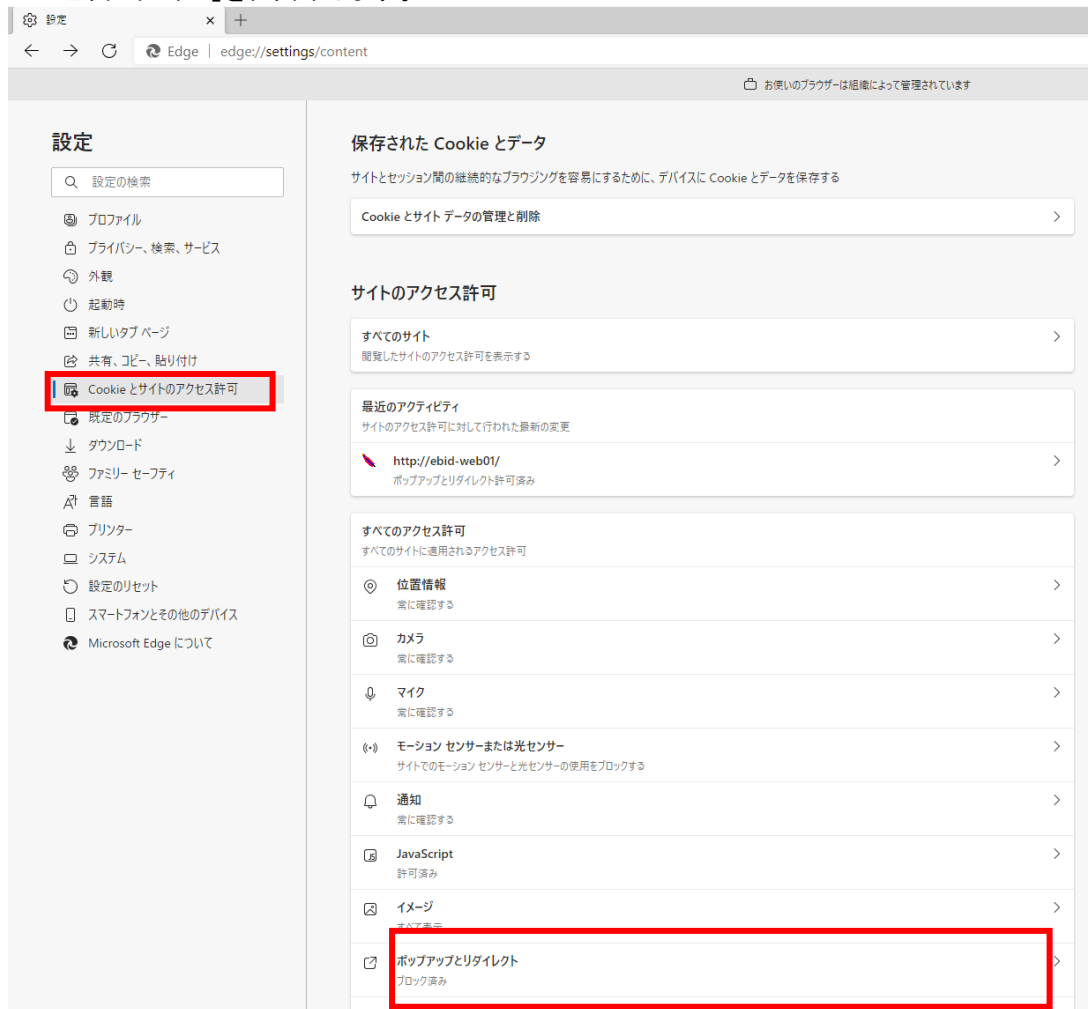 設定
Edge | edge://settings/content
お使いのブラウザーは組織によって管理されています
設定
設定の検索
プロファイル
プライバシー、検索、サービス
外観
起動時
新しいタブ ページ
共有、コピー、貼り付け
Cookie とサイトのアクセス許可
既定のブラウザー
ダウンロード
ファミリー セーフティ
言語
プリンター
システム
設定のリセット
スマートフォンとその他のデバイス
Microsoft Edge について
保存された Cookie とデータ
サイトとセッション間の継続的なブラウジングを容易にするために、デバイスに Cookie とデータを保存する
Cookie とサイト データの管理と削除
サイトのアクセス許可
すべてのサイト
閲覧したサイトのアクセス許可を表示する
最近のアクティビティ
サイトのアクセス許可に対して行われた最新の変更
http://ebid-web01/
ポップアップとリダイレクト許可済み
すべてのアクセス許可
すべてのサイトに適用されるアクセス許可
位置情報
常に確認する
カメラ
常に確認する
マイク
常に確認する
モーション センサーまたは光センサー
サイトでのモーション センサーと光センサーの使用をブロックする
通知
常に確認する
JavaScript
許可済み
イメージ
すべて表示
ポップアップとリダイレクト
ブロック済み